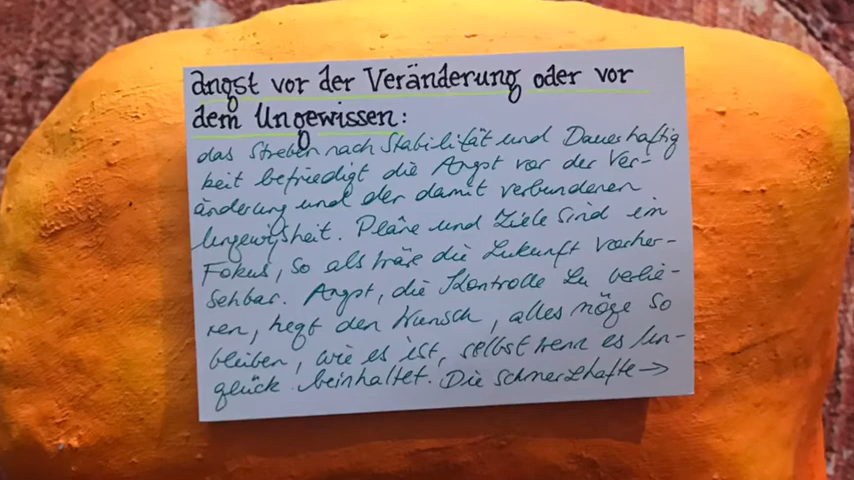 angst vor der Veränderung oder vor
dem Ungewissen:
das Streben nach Stabilität und Dauerhaftig
keit befriedigt die Angst vor der Ver-
änderung und der damit verbundenen
Ungewißheit. Pläne und Ziele sind im
Fokus, so als wäre die Zukunft vorher-
sehbar. Angst, die Kontrolle zu verlie-
ren, hegt den Wunsch, alles möge so
bleiben, wie es ist, selbst wenn es Un-
glück beinhaltet. Die schmerzhafte →